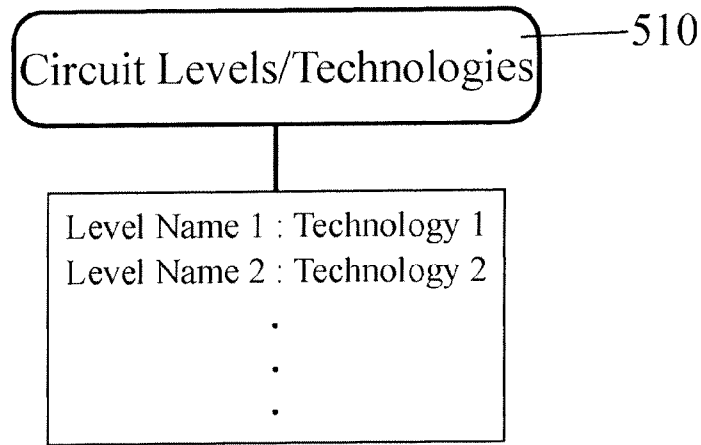 510
Circuit Levels/Technologies
Level Name 1 : Technology 1
Level Name 2 : Technology 2
.
.
.